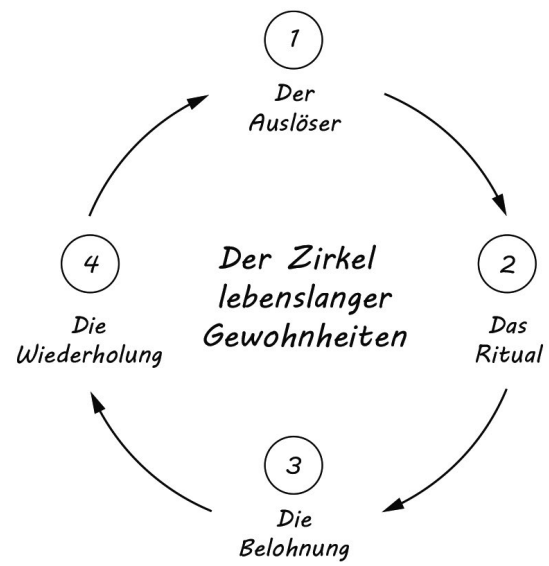 1
Der
Auslöser
2
Das
Ritual
3
Die
Belohnung
4
Die
Wiederholung
Der Zirkel
lebenslanger
Gewohnheiten